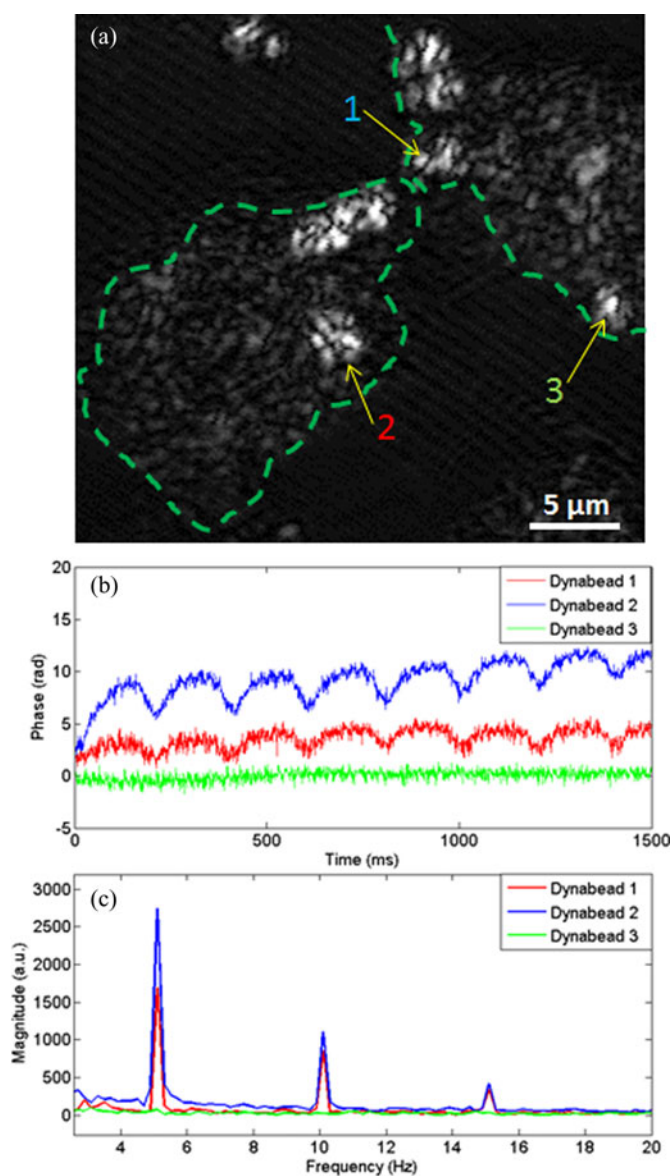 (a)
1
2
3
5 μm
(b)
20
15
10
5
0
-5
Phase (rad)
Dynabead 1
Dynabead 2
Dynabead 3
0
500
1000
1500
Time (ms)
(c)
3000
2500
2000
1500
1000
500
0
Magnitude (a.u.)
Dynabead 1
Dynabead 2
Dynabead 3
4
6
8
10
12
14
16
18
20
Frequency (Hz)